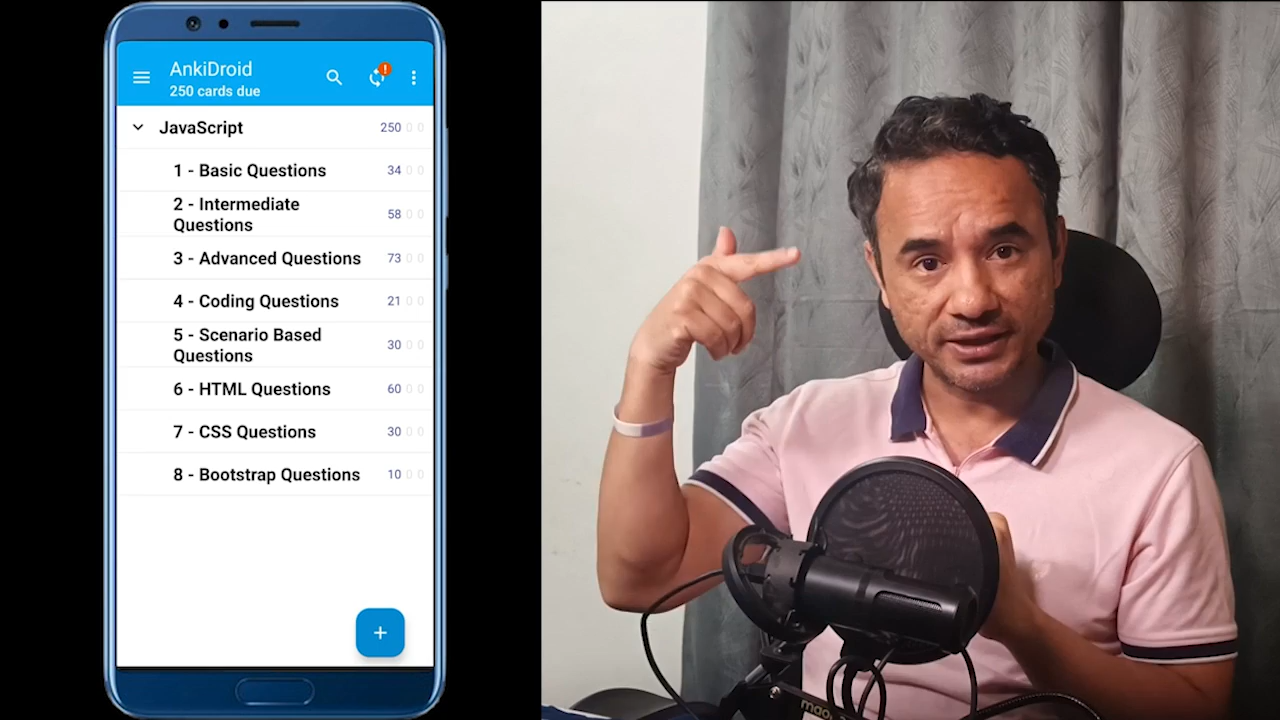 AnkiDroid
250 cards due
!
JavaScript 250 0 0
1 - Basic Questions 34 0 0
2 - Intermediate
Questions 58 0 0
3 - Advanced Questions 73 0 0
4 - Coding Questions 21 0 0
5 - Scenario Based
Questions 30 0 0
6 - HTML Questions 60 0 0
7 - CSS Questions 30 0 0
8 - Bootstrap Questions 10 0 0
+